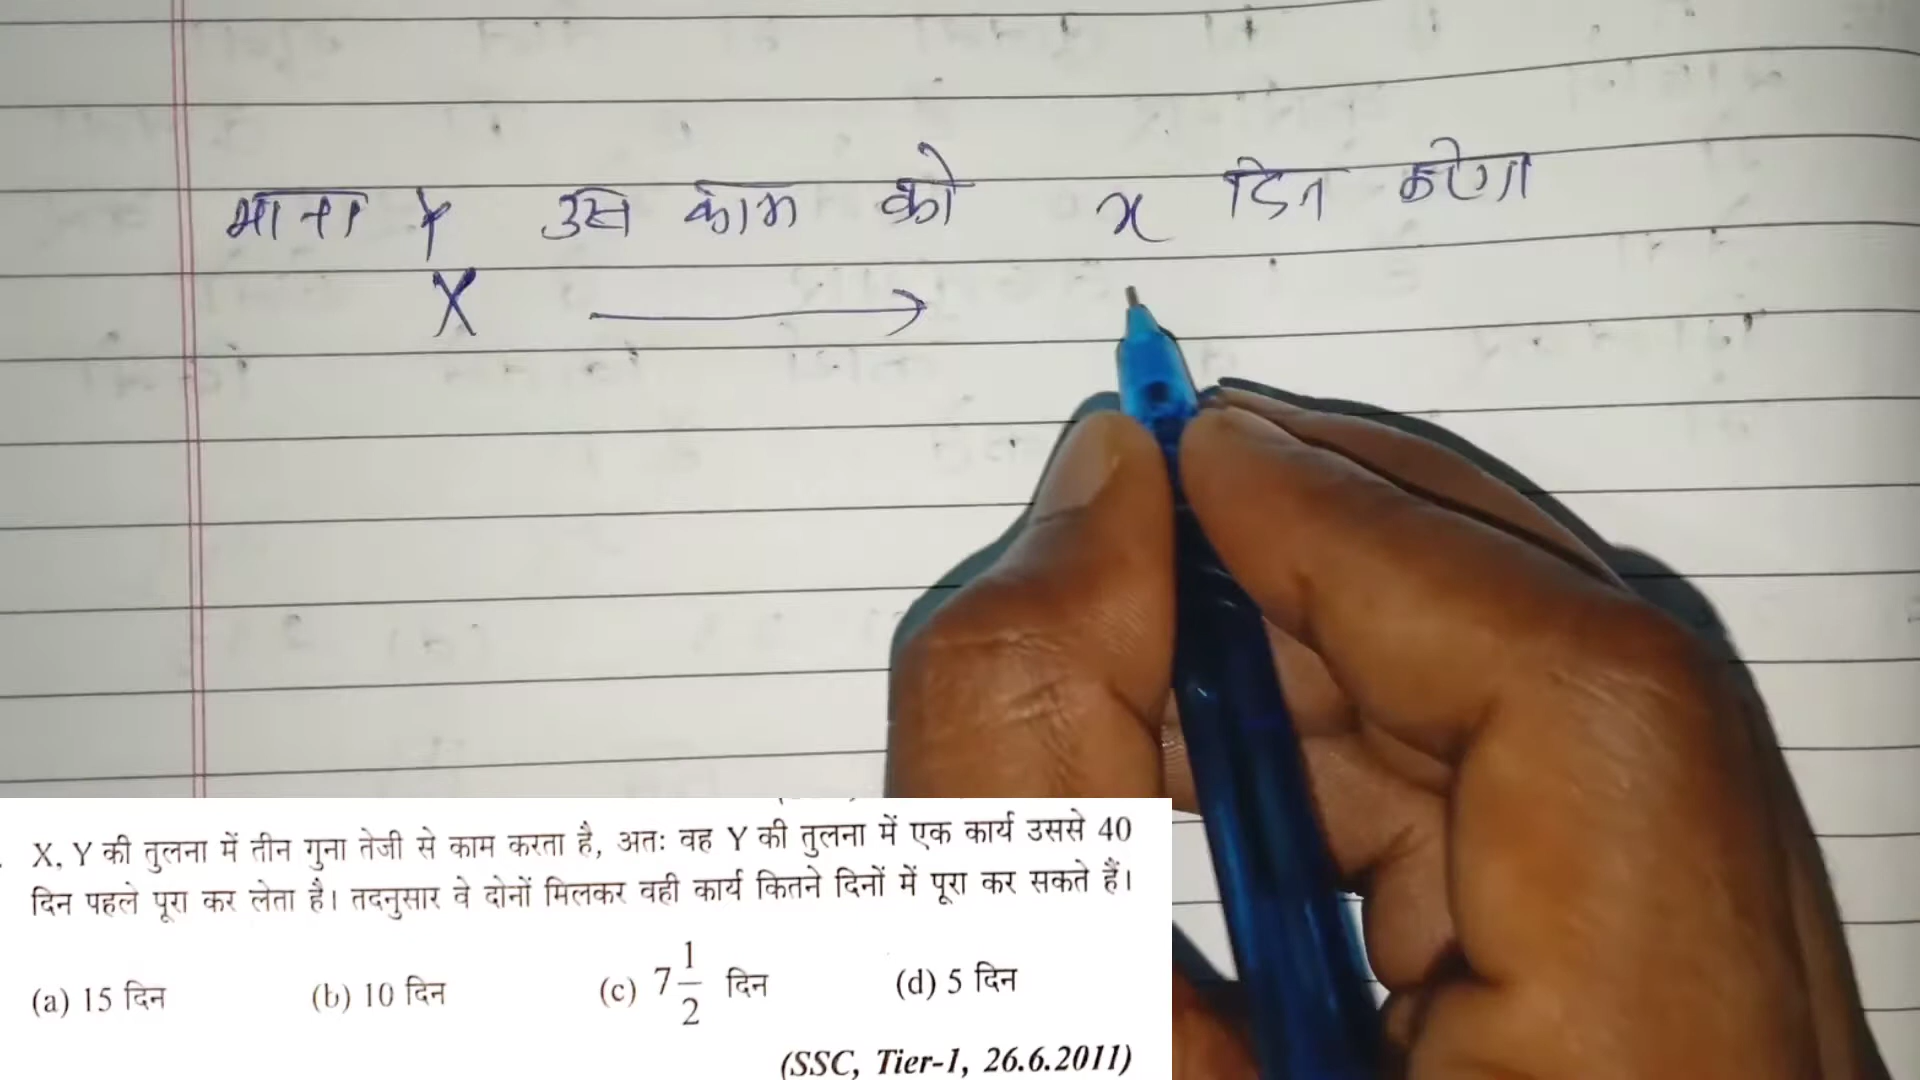 माना Y उस काम को x दिन करेगा
X →
X, Y की तुलना में तीन गुना तेजी से काम करता है, अतः वह Y की तुलना में एक कार्य उससे 40
दिन पहले पूरा कर लेता है। तदनुसार वे दोनों मिलकर वही कार्य कितने दिनों में पूरा कर सकते हैं।
(a) 15 दिन (b) 10 दिन (c) 7 1/2 दिन (d) 5 दिन
(SSC, Tier-1, 26.6.2011)